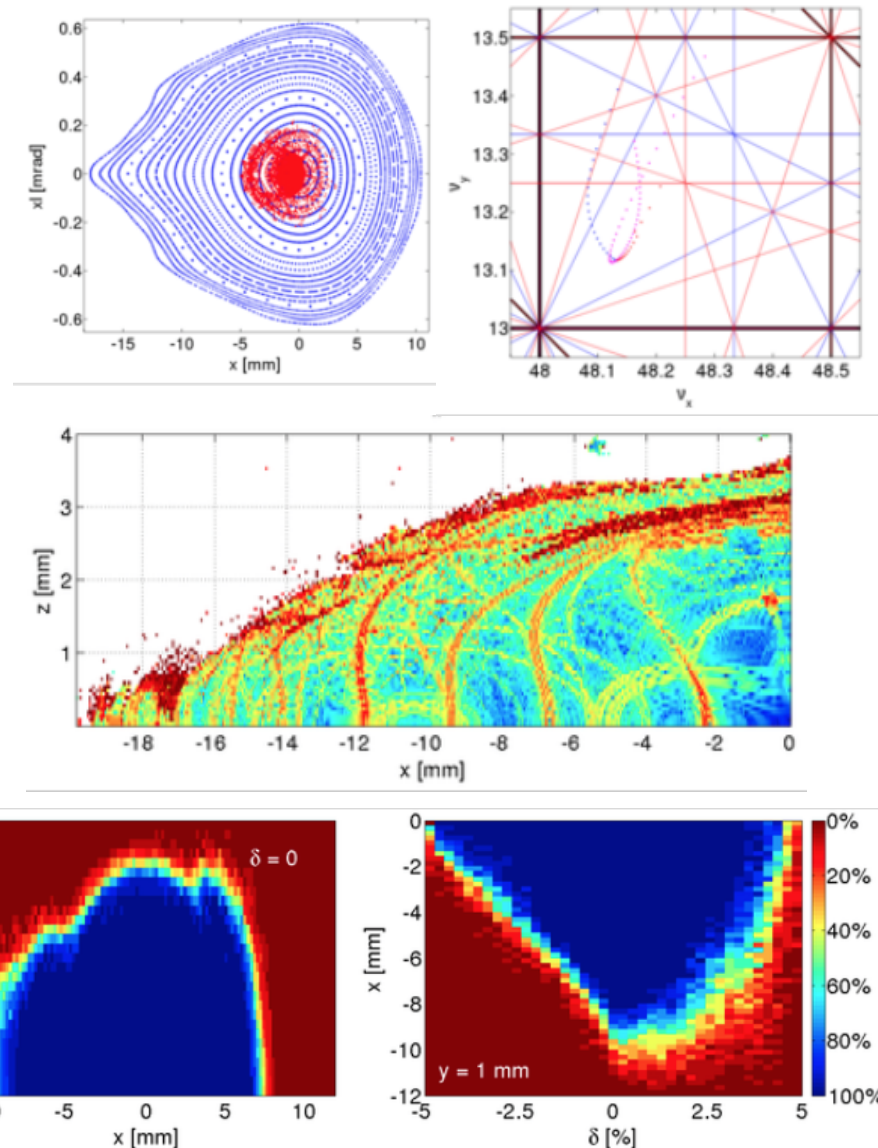 0.6
0.4
0.2
0
-0.2
-0.4
-0.6
xl [mrad]
-15 -10 -5 0 5 10
x [mm]
13.5
13.4
13.3
13.2
13.1
13
νy
48 48.1 48.2 48.3 48.4 48.5
νx
4
3
2
1
z [mm]
-18 -16 -14 -12 -10 -8 -6 -4 -2 0
x [mm]
δ = 0
-5 0 5 10
x [mm]
0
-2
-4
-6
-8
-10
-12
x [mm]
y = 1 mm
-5 -2.5 0 2.5 5
δ [%]
0%
20%
40%
60%
80%
100%